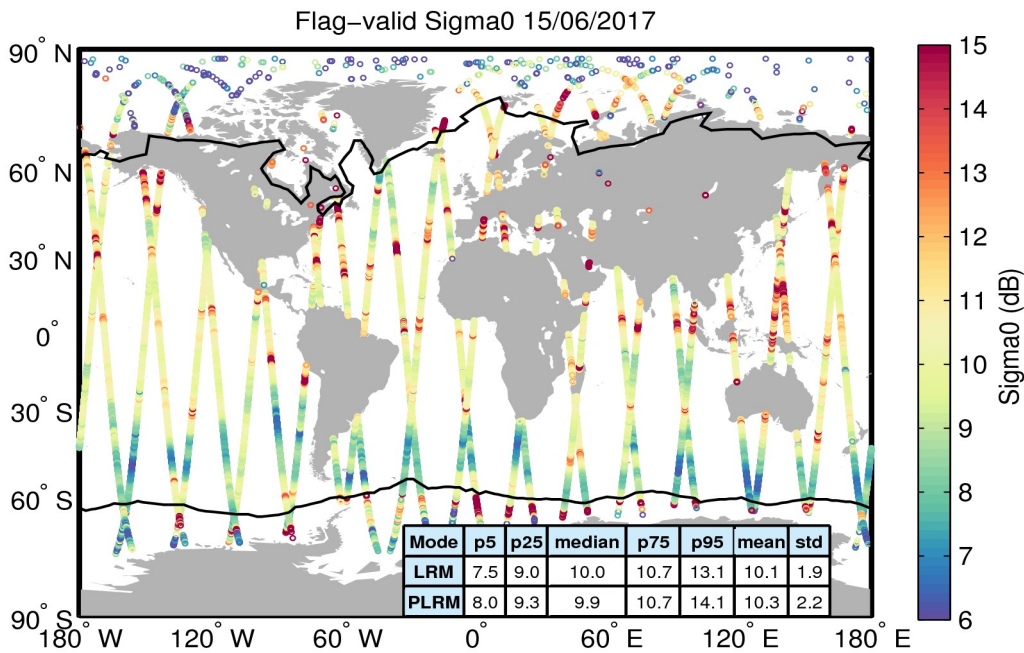 Flag−valid Sigma0 15/06/2017
90° N
60° N
30° N
0°
30° S
60° S
90° S
180° W
120° W
60° W
0°
60° E
120° E
180° E
Mode p5 p25 median p75 p95 mean std
LRM 7.5 9.0 10.0 10.7 13.1 10.1 1.9
PLRM 8.0 9.3 9.9 10.7 14.1 10.3 2.2
15
14
13
12
11
10
9
8
7
6
Sigma0 (dB)